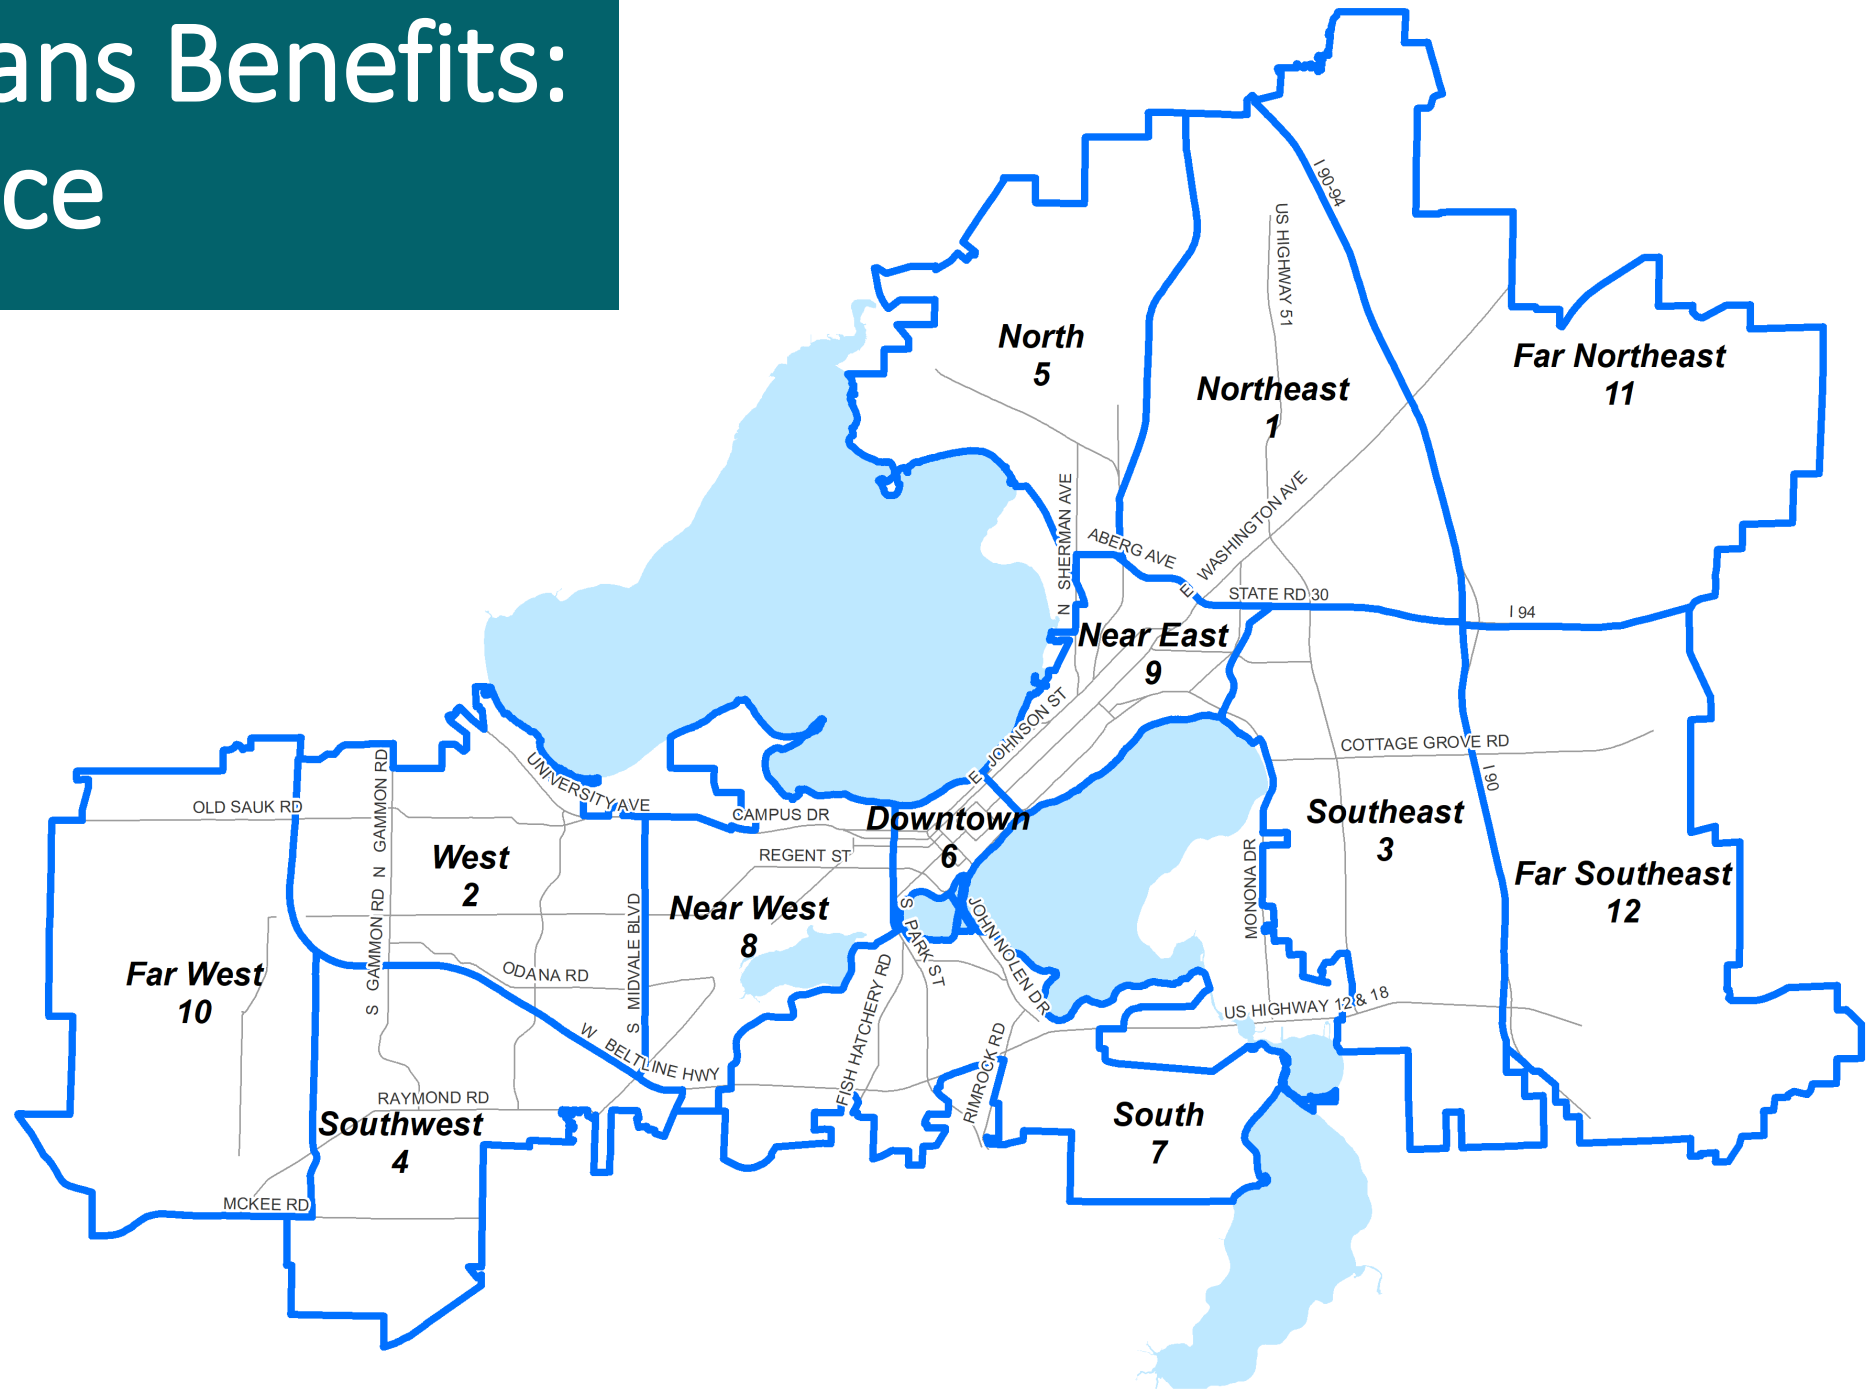 ans Benefits:
ce
I 90-94
US HIGHWAY 51
North
5
Far Northeast
11
Northeast
1
N SHERMAN AVE
ABERG AVE
E WASHINGTON AVE
STATE RD 30
I 94
Near East
9
E JOHNSON ST
COTTAGE GROVE RD
I 90
UNIVERSITY AVE
OLD SAUK RD
N GAMMON RD
CAMPUS DR
Downtown
6
Southeast
3
REGENT ST
West
2
MONONA DR
Far Southeast
12
Near West
8
S MIDVALE BLVD
S PARK ST
JOHN NOLEN DR
S GAMMON RD
Far West
10
ODANA RD
FISH HATCHERY RD
US HIGHWAY 12 & 18
W BELTLINE HWY
RIMROCK RD
RAYMOND RD
Southwest
4
South
7
MCKEE RD